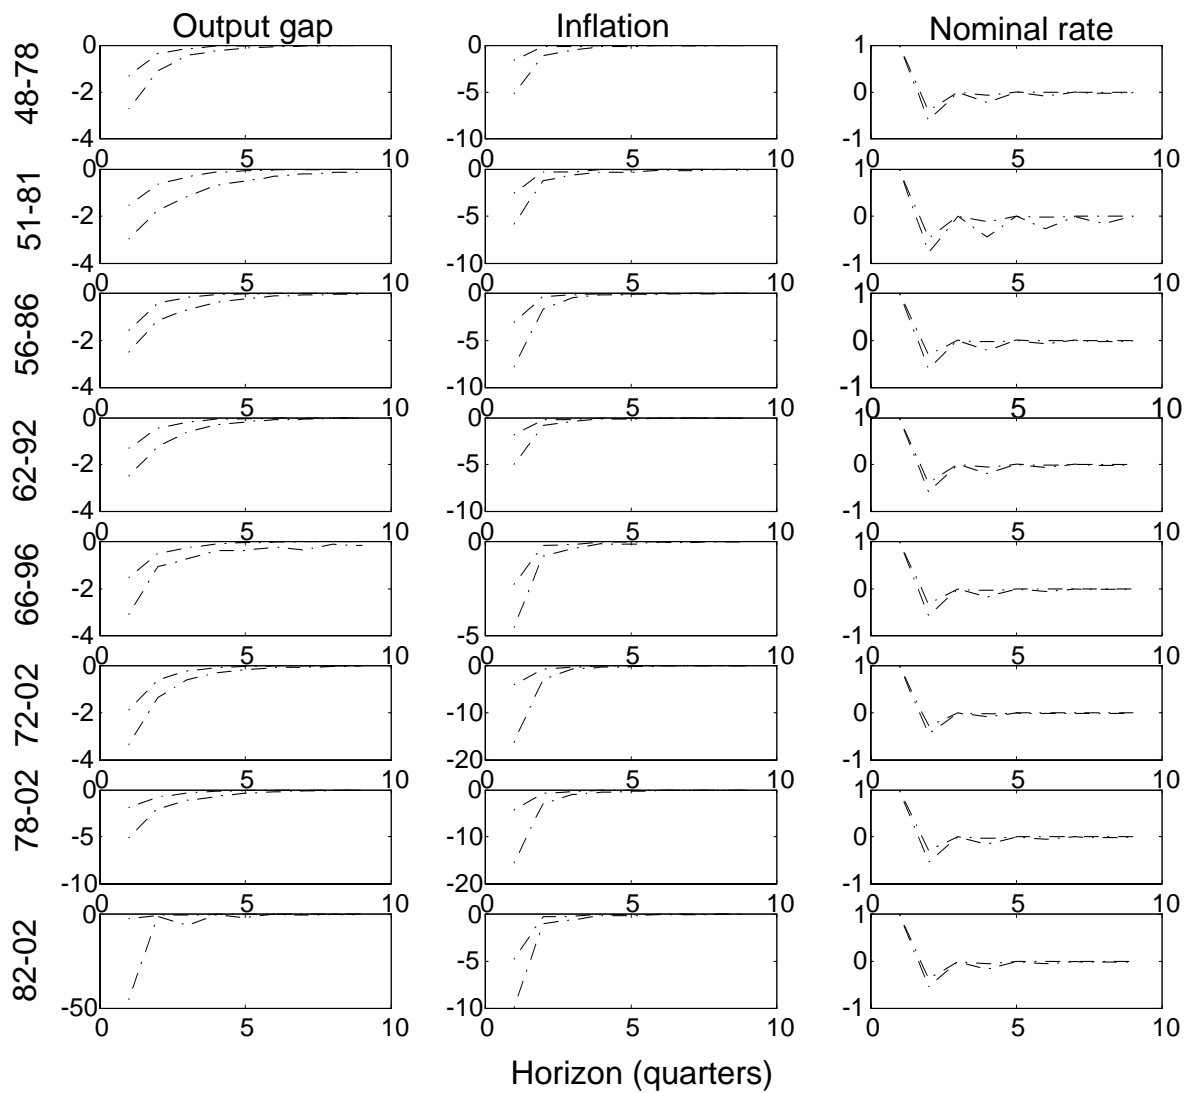 Output gap Inflation Nominal rate
48-78
0 -2 -4 0 5 10
0 -5 -10 0 5 10
1 0 -1 0 5 10
51-81
0 -2 -4 0 5 10
0 -5 -10 0 5 10
1 0 -1 0 5 10
56-86
0 -2 -4 0 5 10
0 -5 -10 0 5 10
1 0 -1 0 5 10
62-92
0 -2 -4 0 5 10
0 -5 -10 0 5 10
1 0 -1 0 5 10
66-96
0 -2 -4 0 5 10
0 -5 0 5 10
1 0 -1 0 5 10
72-02
0 -2 -4 0 5 10
0 -10 -20 0 5 10
1 0 -1 0 5 10
78-02
0 -5 -10 0 5 10
0 -10 -20 0 5 10
1 0 -1 0 5 10
82-02
0 -50 0 5 10
0 -5 -10 0 5 10
1 0 -1 0 5 10
Horizon (quarters)